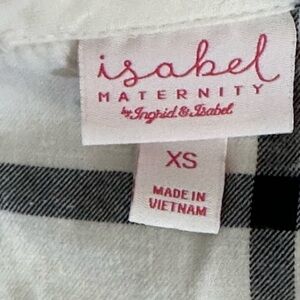 isabel
MATERNITY
by Ingrid & Isabel
XS
MADE IN
VIETNAM